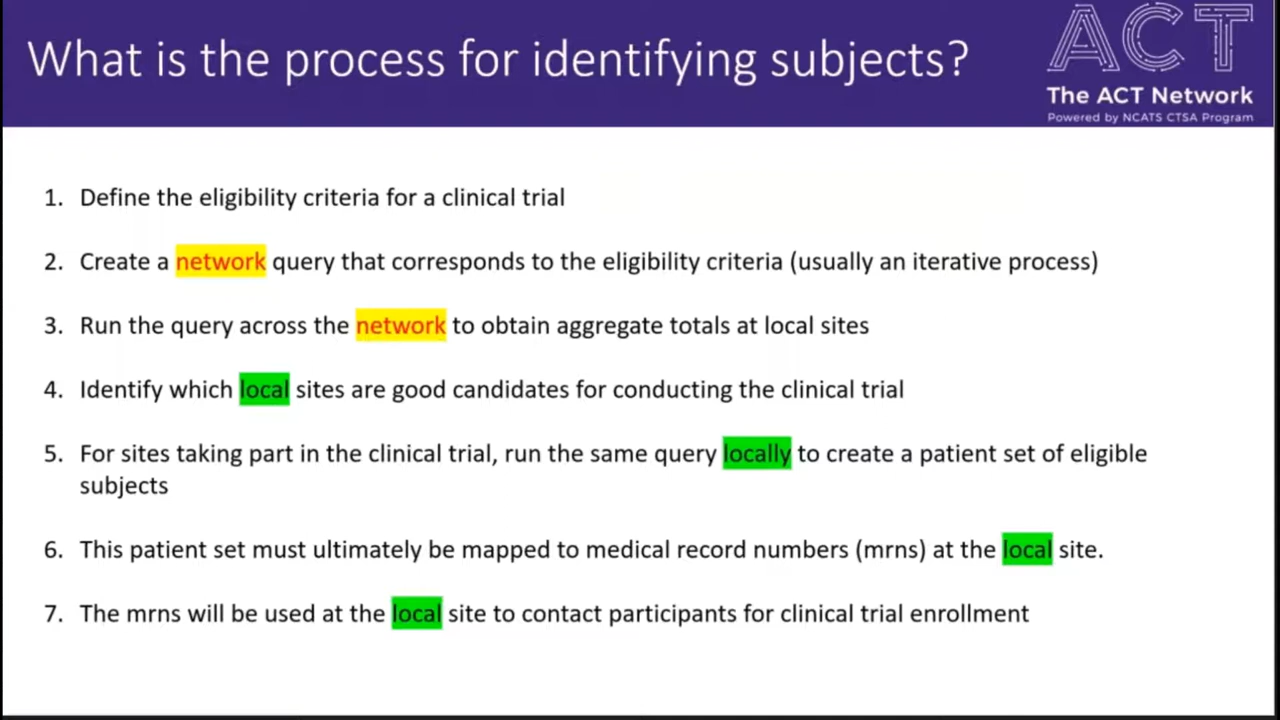 What is the process for identifying subjects?
ACT
The ACT Network
Powered by NCATS CTSA Program
1. Define the eligibility criteria for a clinical trial
2. Create a network query that corresponds to the eligibility criteria (usually an iterative process)
3. Run the query across the network to obtain aggregate totals at local sites
4. Identify which local sites are good candidates for conducting the clinical trial
5. For sites taking part in the clinical trial, run the same query locally to create a patient set of eligible
subjects
6. This patient set must ultimately be mapped to medical record numbers (mrns) at the local site.
7. The mrns will be used at the local site to contact participants for clinical trial enrollment